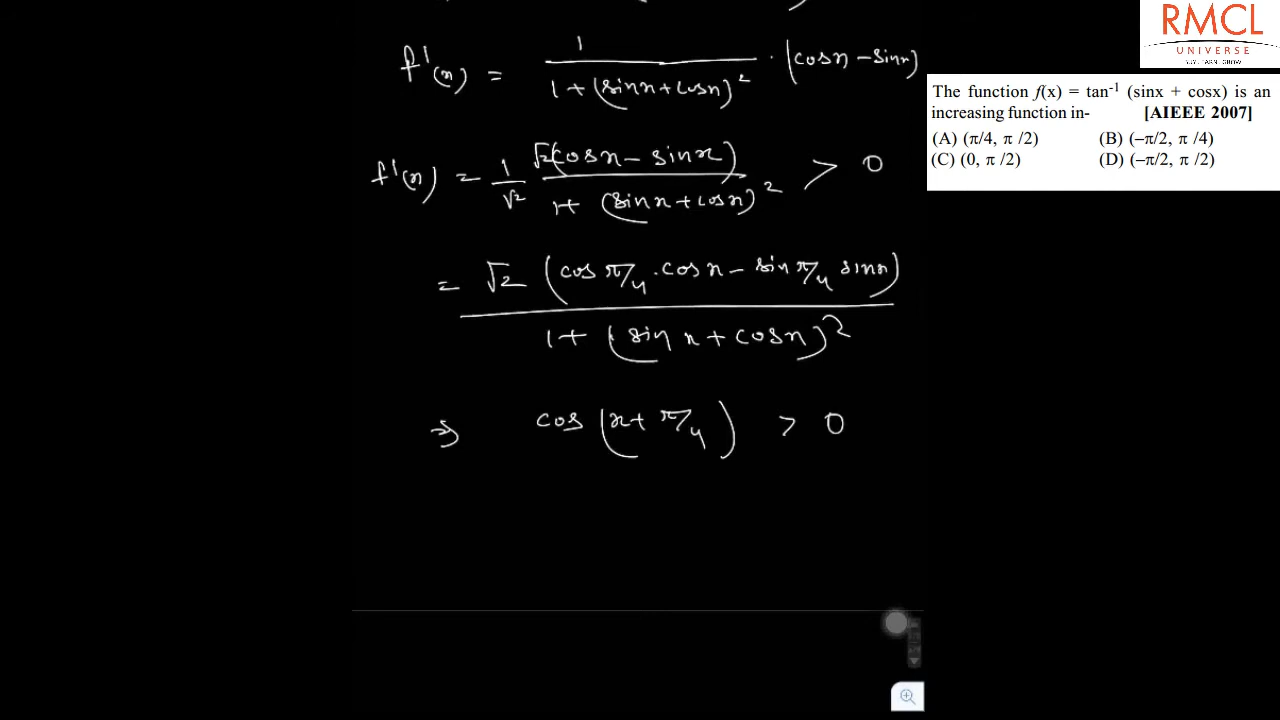 RMCL
UNIVERSE
f'(x) = 1 / 1 + (sinx + cosx)² · (cosx − sinx)
The function f(x) = tan⁻¹ (sinx + cosx) is an
increasing function in- [AIEEE 2007]
(A) (π/4, π /2) (B) (–π/2, π /4)
(C) (0, π /2) (D) (–π/2, π /2)
f'(x) = 1/√2 √2(cosx − sinx) / 1 + (sinx + cosx)² > 0
= √2 (cos π/4 · cosx − sin π/4 sinx) / 1 + (sin x + cosx)²
⇒ cos (x + π/4) > 0